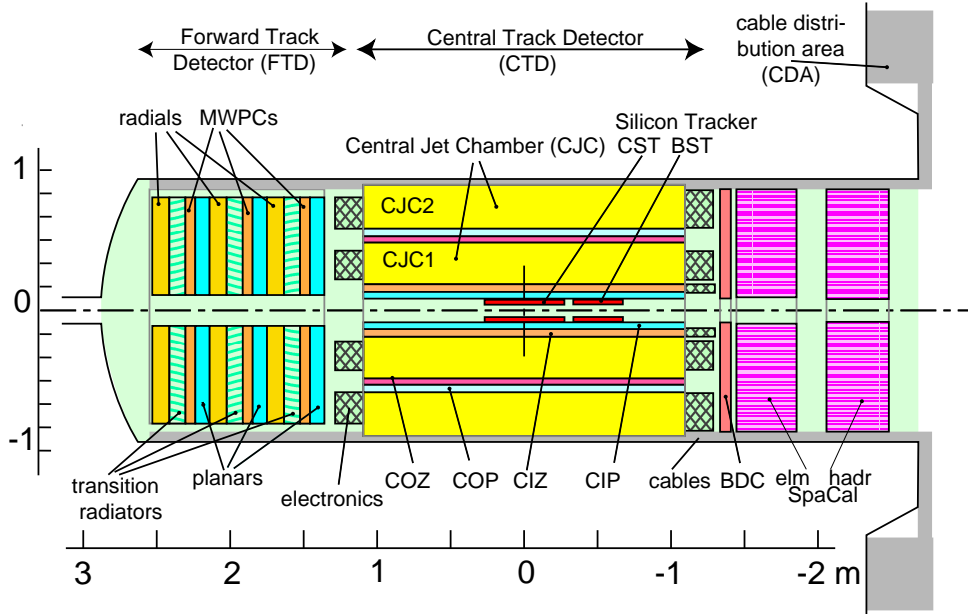 Forward Track
Detector (FTD)
Central Track Detector
(CTD)
cable distri-
bution area
(CDA)
radials MWPCs
Silicon Tracker
Central Jet Chamber (CJC) CST BST
1
CJC2
CJC1
0
-1
transition
radiators
planars
electronics
COZ COP CIZ CIP
cables BDC elm hadr
SpaCal
3 2 1 0 -1 -2 m